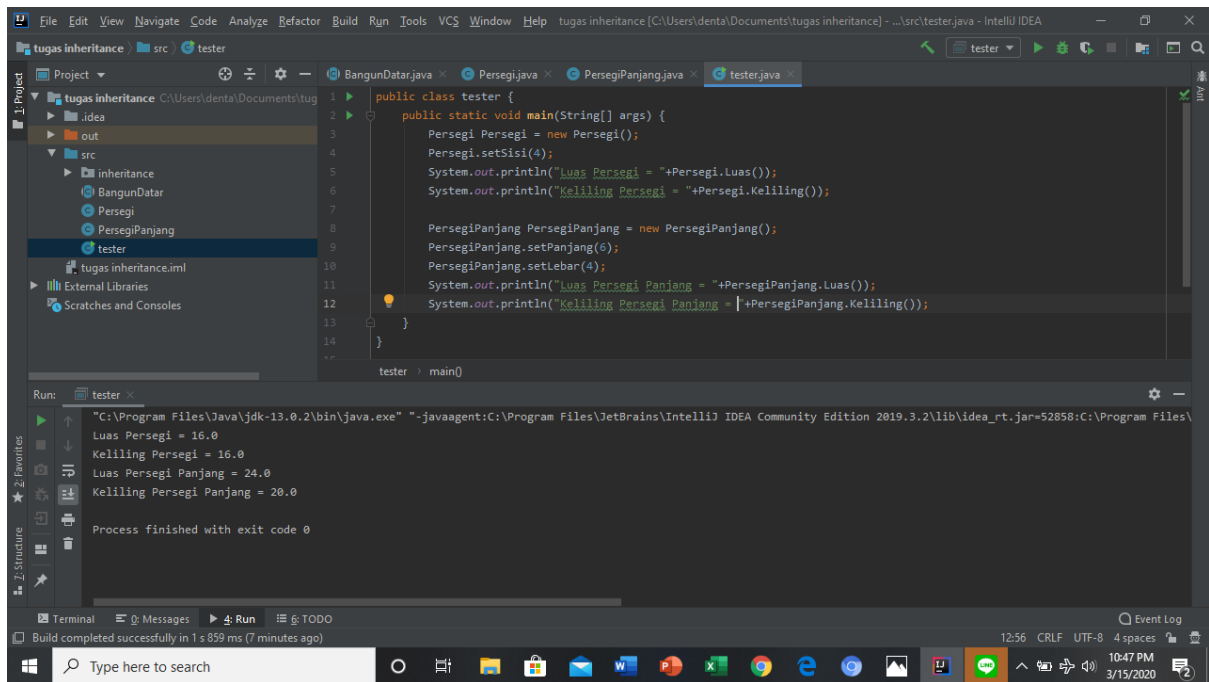 File Edit View Navigate Code Analyze Refactor Build Run Tools VCS Window Help tugas inheritance [C:\Users\denta\Documents\tugas inheritance] - ...\src\tester.java - IntelliJ IDEA
tugas inheritance src tester
tester
1: Project
Project
BangunDatar.java Persegi.java PersegiPanjang.java tester.java
Ant
tugas inheritance C:\Users\denta\Documents\tug
.idea
out
src
inheritance
BangunDatar
Persegi
PersegiPanjang
tester
tugas inheritance.iml
External Libraries
Scratches and Consoles
1 public class tester {
2 public static void main(String[] args) {
3 Persegi Persegi = new Persegi();
4 Persegi.setSisi(4);
5 System.out.println("Luas Persegi = "+Persegi.Luas());
6 System.out.println("Keliling Persegi = "+Persegi.Keliling());
7
8 PersegiPanjang PersegiPanjang = new PersegiPanjang();
9 PersegiPanjang.setPanjang(6);
10 PersegiPanjang.setLebar(4);
11 System.out.println("Luas Persegi Panjang = "+PersegiPanjang.Luas());
12 System.out.println("Keliling Persegi Panjang = "+PersegiPanjang.Keliling());
13 }
14 }
tester main()
Run: tester
"C:\Program Files\Java\jdk-13.0.2\bin\java.exe" "-javaagent:C:\Program Files\JetBrains\IntelliJ IDEA Community Edition 2019.3.2\lib\idea_rt.jar=52858:C:\Program Files\
Luas Persegi = 16.0
Keliling Persegi = 16.0
Luas Persegi Panjang = 24.0
Keliling Persegi Panjang = 20.0
Process finished with exit code 0
2: Favorites
7: Structure
Terminal 0: Messages 4: Run 6: TODO
Event Log
Build completed successfully in 1 s 859 ms (7 minutes ago)
12:56 CRLF UTF-8 4 spaces
Type here to search
10:47 PM
3/15/2020
2